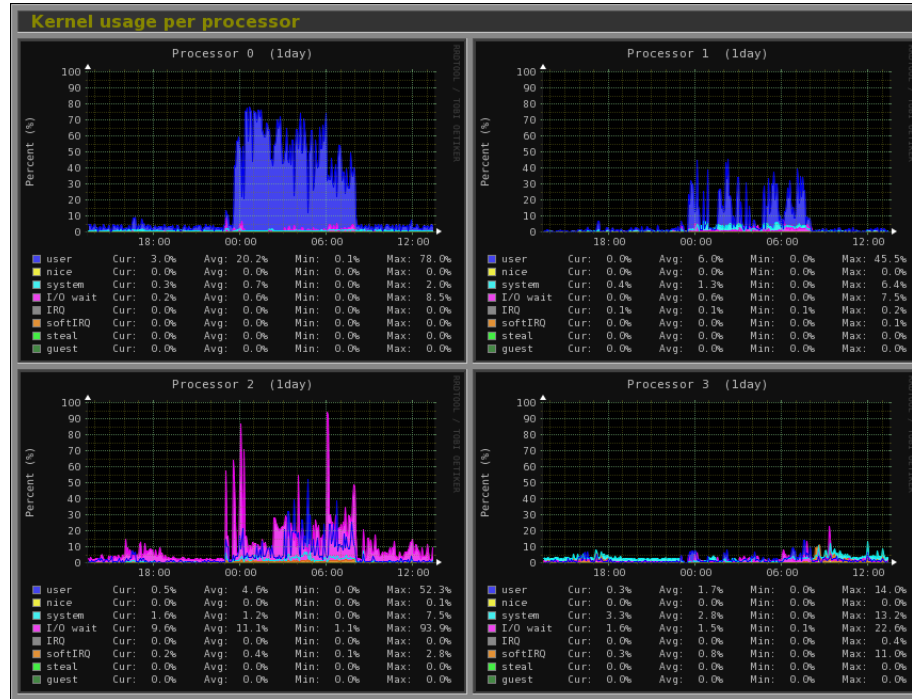 Kernel usage per processor
Processor 0 (1day)
RRDTOOL / TOBI OETIKER
Percent (%)
100
90
80
70
60
50
40
30
20
10
0
18:00 00:00 06:00 12:00
user Cur: 3.0% Avg: 20.2% Min: 0.1% Max: 78.0%
nice Cur: 0.0% Avg: 0.0% Min: 0.0% Max: 0.0%
system Cur: 0.3% Avg: 0.7% Min: 0.0% Max: 2.0%
I/O wait Cur: 0.2% Avg: 0.6% Min: 0.0% Max: 8.5%
IRQ Cur: 0.0% Avg: 0.0% Min: 0.0% Max: 0.0%
softIRQ Cur: 0.0% Avg: 0.0% Min: 0.0% Max: 0.0%
steal Cur: 0.0% Avg: 0.0% Min: 0.0% Max: 0.0%
guest Cur: 0.0% Avg: 0.0% Min: 0.0% Max: 0.0%
Processor 1 (1day)
Percent (%)
100
90
80
70
60
50
40
30
20
10
0
18:00 00:00 06:00 12:00
user Cur: 0.0% Avg: 6.0% Min: 0.0% Max: 45.5%
nice Cur: 0.0% Avg: 0.0% Min: 0.0% Max: 0.0%
system Cur: 0.4% Avg: 1.3% Min: 0.0% Max: 6.4%
I/O wait Cur: 0.0% Avg: 0.6% Min: 0.0% Max: 7.5%
IRQ Cur: 0.1% Avg: 0.1% Min: 0.1% Max: 0.2%
softIRQ Cur: 0.0% Avg: 0.0% Min: 0.0% Max: 0.1%
steal Cur: 0.0% Avg: 0.0% Min: 0.0% Max: 0.0%
guest Cur: 0.0% Avg: 0.0% Min: 0.0% Max: 0.0%
Processor 2 (1day)
RRDTOOL / TOBI OETIKER
Percent (%)
100
90
80
70
60
50
40
30
20
10
0
18:00 00:00 06:00 12:00
user Cur: 0.5% Avg: 4.6% Min: 0.0% Max: 52.3%
nice Cur: 0.0% Avg: 0.0% Min: 0.0% Max: 0.1%
system Cur: 1.6% Avg: 1.2% Min: 0.0% Max: 7.5%
I/O wait Cur: 9.6% Avg: 11.1% Min: 1.1% Max: 93.9%
IRQ Cur: 0.0% Avg: 0.0% Min: 0.0% Max: 0.0%
softIRQ Cur: 0.2% Avg: 0.4% Min: 0.1% Max: 2.8%
steal Cur: 0.0% Avg: 0.0% Min: 0.0% Max: 0.0%
guest Cur: 0.0% Avg: 0.0% Min: 0.0% Max: 0.0%
Processor 3 (1day)
Percent (%)
100
90
80
70
60
50
40
30
20
10
0
18:00 00:00 06:00 12:00
user Cur: 0.3% Avg: 1.7% Min: 0.0% Max: 14.0%
nice Cur: 0.0% Avg: 0.0% Min: 0.0% Max: 0.0%
system Cur: 3.3% Avg: 2.8% Min: 0.0% Max: 13.2%
I/O wait Cur: 1.6% Avg: 1.5% Min: 0.1% Max: 22.6%
IRQ Cur: 0.0% Avg: 0.0% Min: 0.0% Max: 0.4%
softIRQ Cur: 0.3% Avg: 0.8% Min: 0.0% Max: 11.0%
steal Cur: 0.0% Avg: 0.0% Min: 0.0% Max: 0.0%
guest Cur: 0.0% Avg: 0.0% Min: 0.0% Max: 0.0%